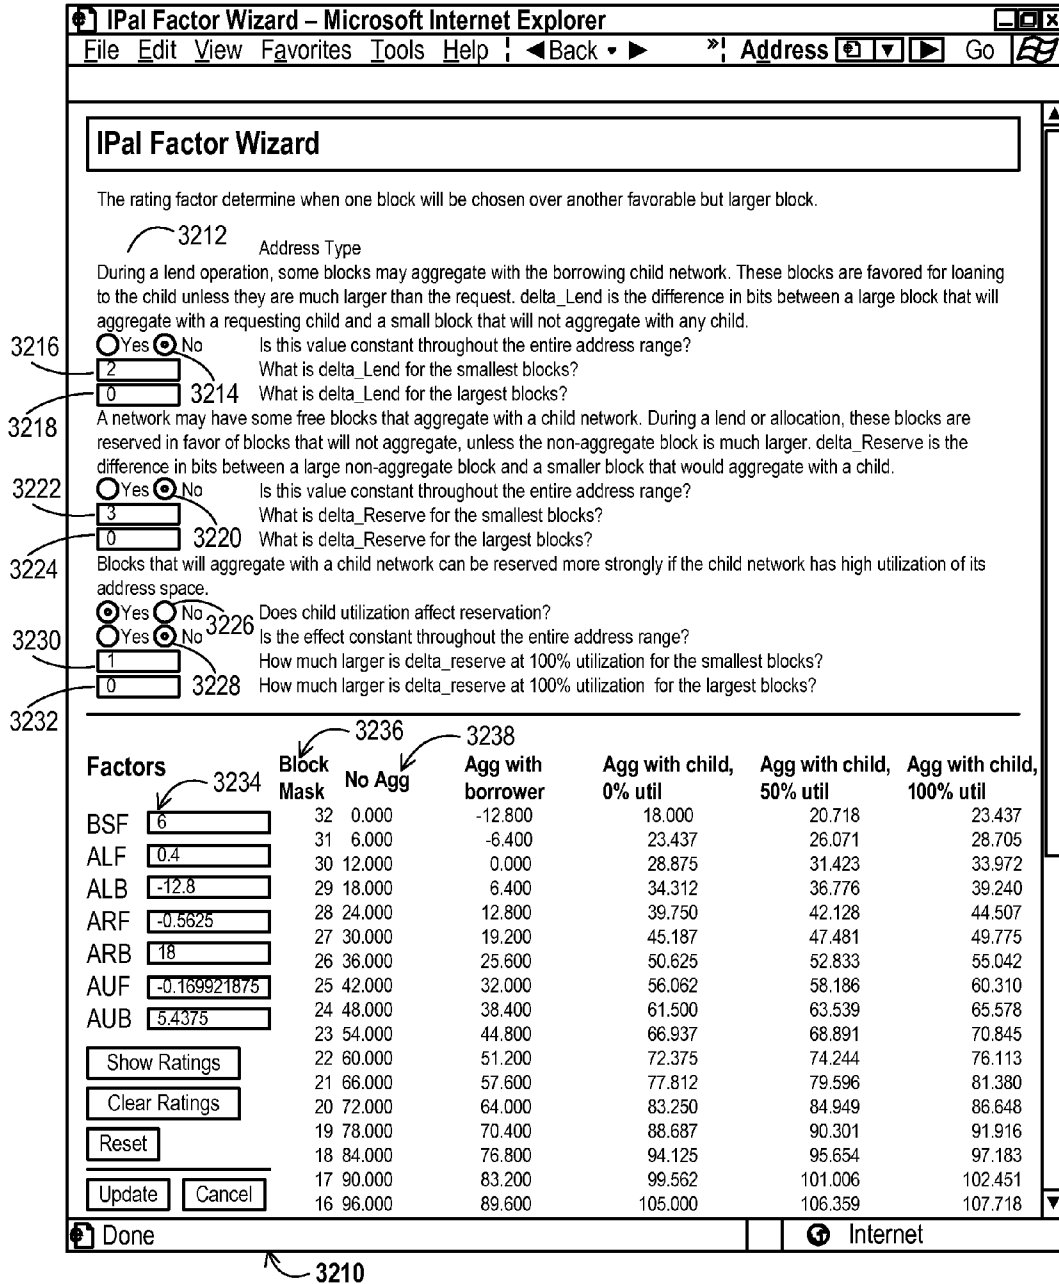 IPal Factor Wizard – Microsoft Internet Explorer
File Edit View Favorites Tools Help Back » Address Go
IPal Factor Wizard
The rating factor determine when one block will be chosen over another favorable but larger block.
3212
Address Type
During a lend operation, some blocks may aggregate with the borrowing child network. These blocks are favored for loaning
to the child unless they are much larger than the request. delta_Lend is the difference in bits between a large block that will
aggregate with a requesting child and a small block that will not aggregate with any child.
3216 Yes No Is this value constant throughout the entire address range?
2 What is delta_Lend for the smallest blocks?
0 3214 What is delta_Lend for the largest blocks?
3218
A network may have some free blocks that aggregate with a child network. During a lend or allocation, these blocks are
reserved in favor of blocks that will not aggregate, unless the non-aggregate block is much larger. delta_Reserve is the
difference in bits between a large non-aggregate block and a smaller block that would aggregate with a child.
3222 Yes No Is this value constant throughout the entire address range?
3 What is delta_Reserve for the smallest blocks?
0 3220 What is delta_Reserve for the largest blocks?
3224
Blocks that will aggregate with a child network can be reserved more strongly if the child network has high utilization of its
address space.
Yes No 3226 Does child utilization affect reservation?
3230 Yes No Is the effect constant throughout the entire address range?
1 How much larger is delta_reserve at 100% utilization for the smallest blocks?
0 3228 How much larger is delta_reserve at 100% utilization for the largest blocks?
3232
3236 3238
Factors
3234
BSF 6
ALF 0.4
ALB -12.8
ARF -0.5625
ARB 18
AUF -0.169921875
AUB 5.4375
Show Ratings
Clear Ratings
Reset
Update Cancel
Block No Agg Agg with Agg with child, Agg with child, Agg with child,
Mask borrower 0% util 50% util 100% util
32 0.000 -12.800 18.000 20.718 23.437
31 6.000 -6.400 23.437 26.071 28.705
30 12.000 0.000 28.875 31.423 33.972
29 18.000 6.400 34.312 36.776 39.240
28 24.000 12.800 39.750 42.128 44.507
27 30.000 19.200 45.187 47.481 49.775
26 36.000 25.600 50.625 52.833 55.042
25 42.000 32.000 56.062 58.186 60.310
24 48.000 38.400 61.500 63.539 65.578
23 54.000 44.800 66.937 68.891 70.845
22 60.000 51.200 72.375 74.244 76.113
21 66.000 57.600 77.812 79.596 81.380
20 72.000 64.000 83.250 84.949 86.648
19 78.000 70.400 88.687 90.301 91.916
18 84.000 76.800 94.125 95.654 97.183
17 90.000 83.200 99.562 101.006 102.451
16 96.000 89.600 105.000 106.359 107.718
Done Internet
3210